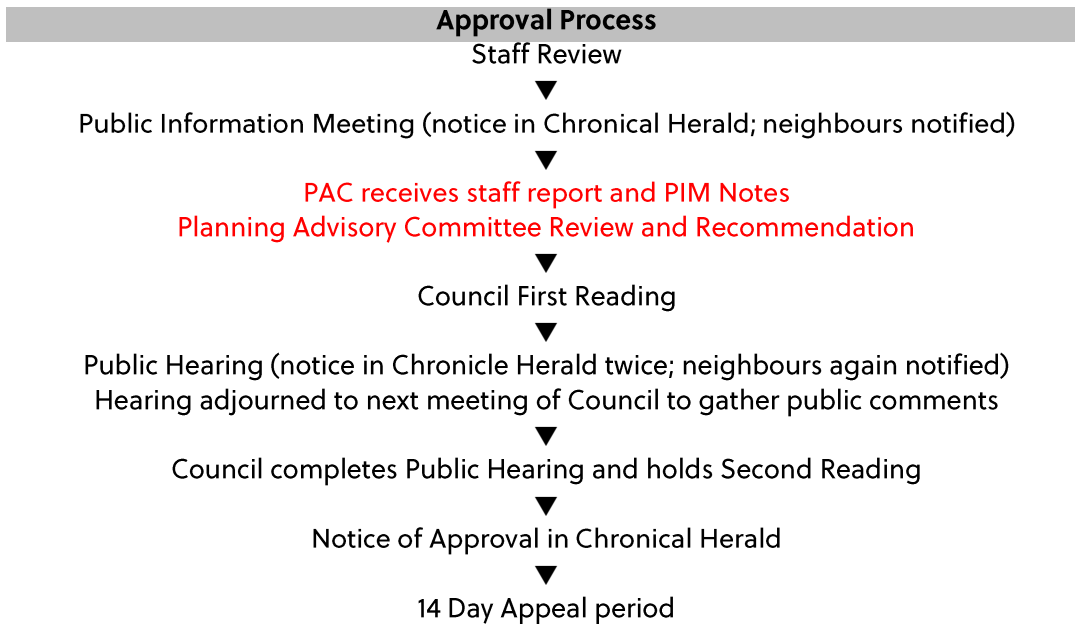 Approval Process
Staff Review
Public Information Meeting (notice in Chronical Herald; neighbours notified)
PAC receives staff report and PIM Notes
Planning Advisory Committee Review and Recommendation
Council First Reading
Public Hearing (notice in Chronicle Herald twice; neighbours again notified)
Hearing adjourned to next meeting of Council to gather public comments
Council completes Public Hearing and holds Second Reading
Notice of Approval in Chronical Herald
14 Day Appeal period